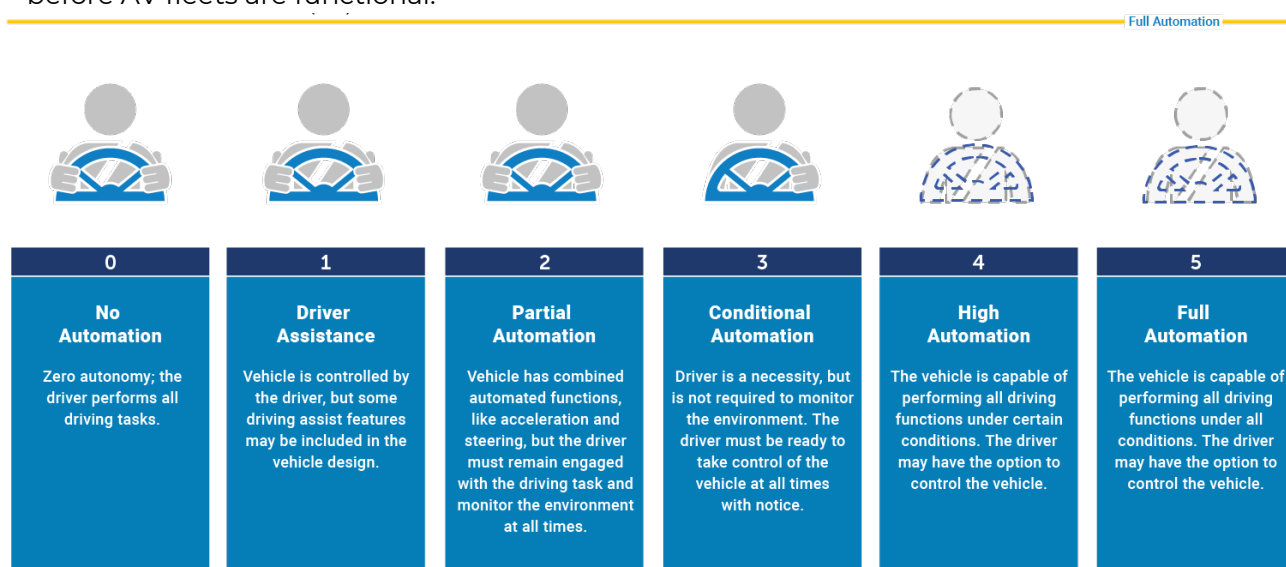 before AV fleets are functional.
Full Automation
0
No
Automation
Zero autonomy; the
driver performs all
driving tasks.
1
Driver
Assistance
Vehicle is controlled by
the driver, but some
driving assist features
may be included in the
vehicle design.
2
Partial
Automation
Vehicle has combined
automated functions,
like acceleration and
steering, but the driver
must remain engaged
with the driving task and
monitor the environment
at all times.
3
Conditional
Automation
Driver is a necessity, but
is not required to monitor
the environment. The
driver must be ready to
take control of the
vehicle at all times
with notice.
4
High
Automation
The vehicle is capable of
performing all driving
functions under certain
conditions. The driver
may have the option to
control the vehicle.
5
Full
Automation
The vehicle is capable of
performing all driving
functions under all
conditions. The driver
may have the option to
control the vehicle.